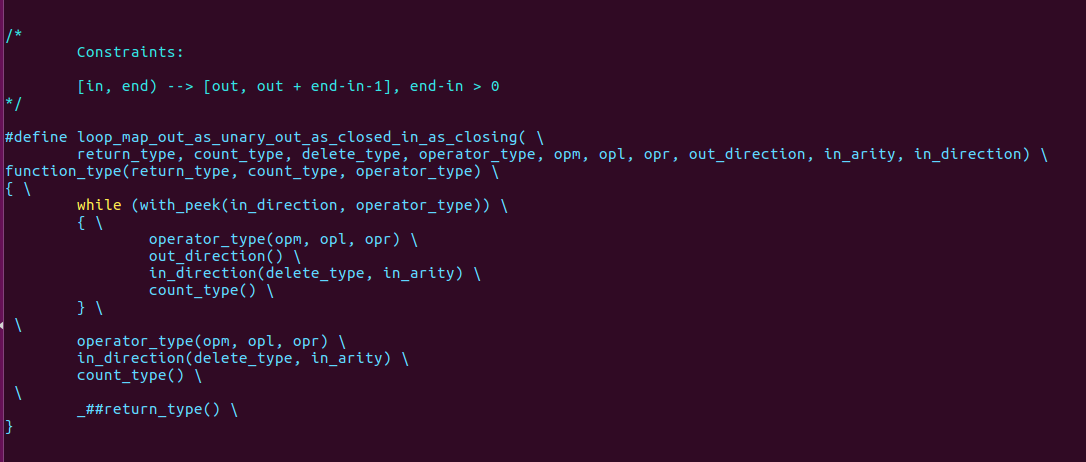 /*
        Constraints:

        [in, end) --> [out, out + end-in-1], end-in > 0
*/

#define loop_map_out_as_unary_out_as_closed_in_as_closing( \
        return_type, count_type, delete_type, operator_type, opm, opl, opr, out_direction, in_arity, in_direction) \
function_type(return_type, count_type, operator_type) \
{ \
        while (with_peek(in_direction, operator_type)) \
        { \
                operator_type(opm, opl, opr) \
                out_direction() \
                in_direction(delete_type, in_arity) \
                count_type() \
        } \
 \
        operator_type(opm, opl, opr) \
        in_direction(delete_type, in_arity) \
        count_type() \
 \
        _##return_type() \
}